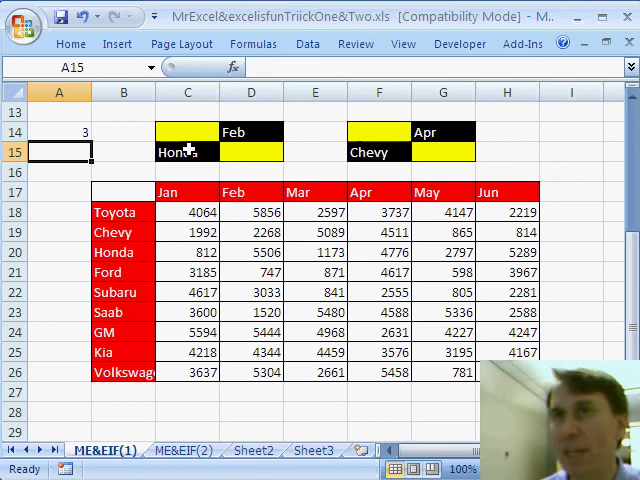 MrExcel&excelisfunTriickOne&Two.xls [Compatibility Mode] - M..
Home Insert Page Layout Formulas Data Review View Developer Add-Ins
A15 fx
A B C D E F G H I
13
14 3 Feb Apr
15 Chevy
16
17 Jan Feb Mar Apr May Jun
18 Toyota 4064 5856 2597 3737 4147 2219
19 Chevy 1992 2268 5089 4511 865 814
20 Honda 812 5506 1173 4776 2797 5289
21 Ford 3185 747 871 4617 598 3967
22 Subaru 4617 3033 841 2555 805 2281
23 Saab 3600 1520 5480 4588 5336 2588
24 GM 5594 5444 4968 2631 4227 4247
25 Kia 4218 4344 4459 3576 3195 4167
26 Volkswage 3637 5304 2661 5458 781
27
28
29
ME&EIF(1) ME&EIF(2) Sheet2 Sheet3
Ready 100%